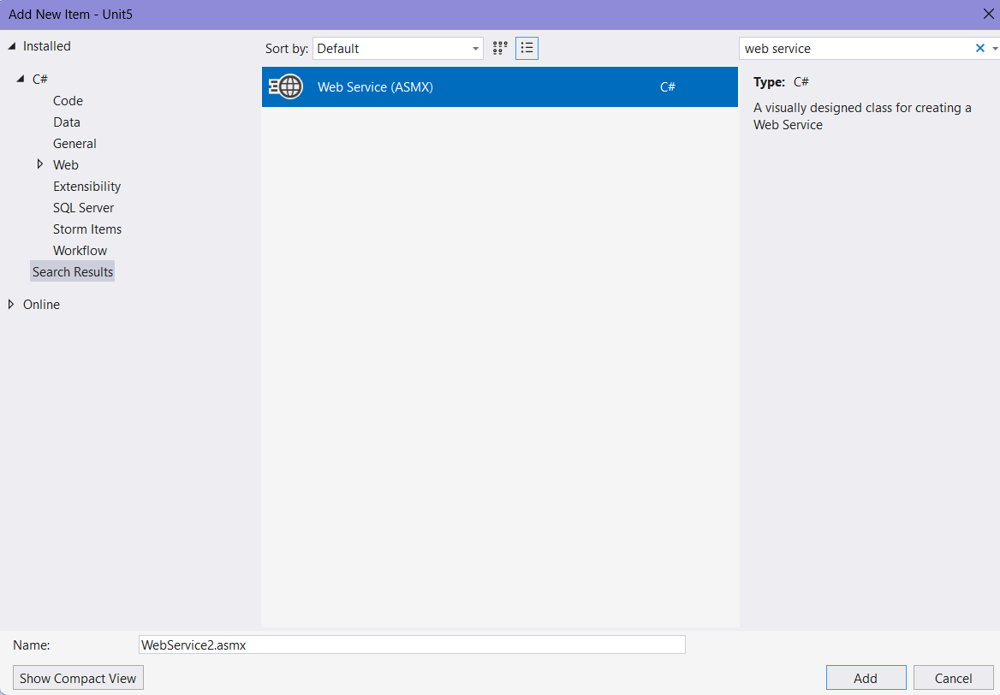 Add New Item - Unit5
Installed
C#
Code
Data
General
Web
Extensibility
SQL Server
Storm Items
Workflow
Search Results
Online
Sort by: Default
Web Service (ASMX) C#
web service
Type: C#
A visually designed class for creating a
Web Service
Name: WebService2.asmx
Show Compact View
Add Cancel